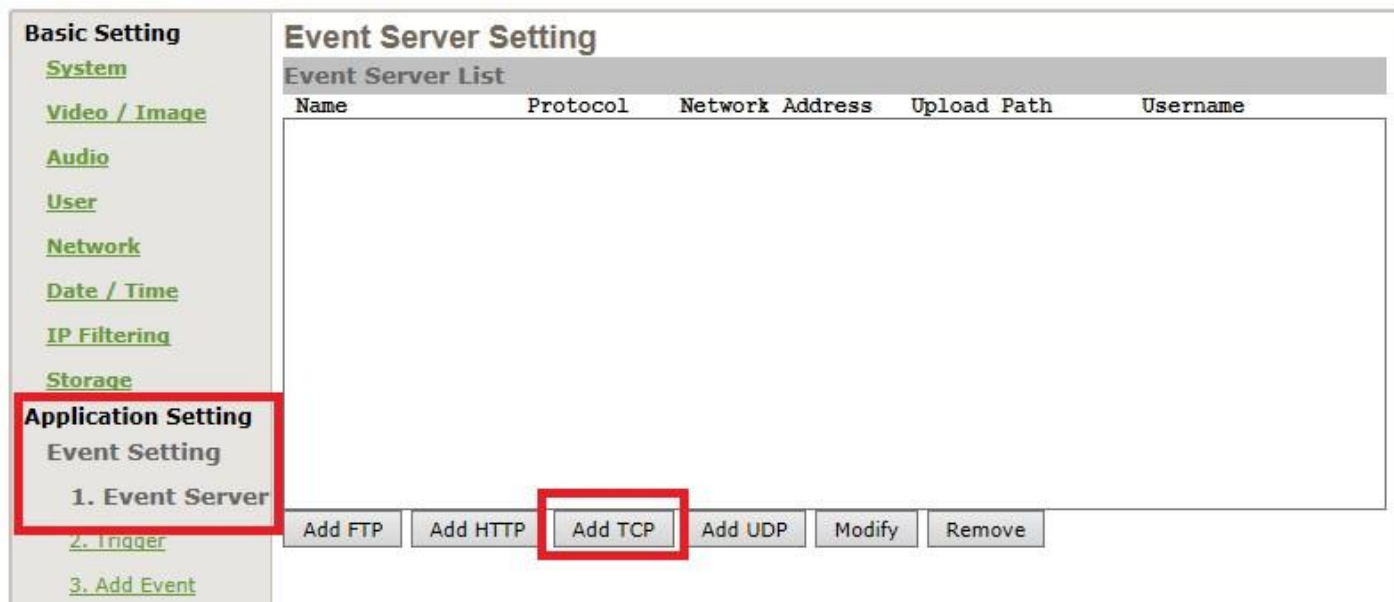 Basic Setting
System
Video / Image
Audio
User
Network
Date / Time
IP Filtering
Storage
Application Setting
Event Setting
1. Event Server
2. Trigger
3. Add Event
Event Server Setting
Event Server List
Name Protocol Network Address Upload Path Username
Add FTP Add HTTP Add TCP Add UDP Modify Remove